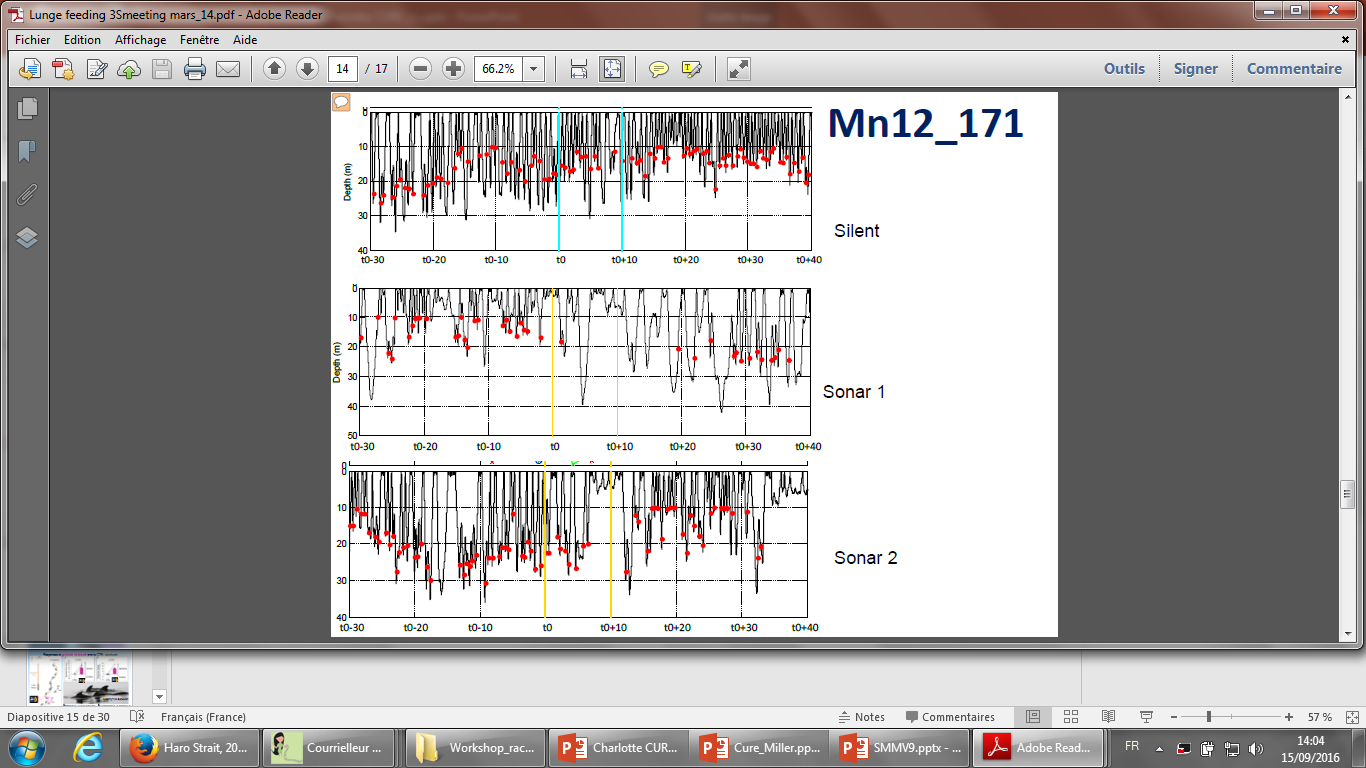 Lunge feeding 3Smeeting mars_14.pdf - Adobe Reader
Fichier Edition Affichage Fenêtre Aide
14 / 17 66.2% Outils Signer Commentaire
Mn12_171
0
10
20
30
40
Depth (m)
t0-30 t0-20 t0-10 t0 t0+10 t0+20 t0+30 t0+40
Silent
0
10
20
30
40
50
Depth (m)
t0-30 t0-20 t0-10 t0 t0+10 t0+20 t0+30 t0+40
Sonar 1
0
10
20
30
40
t0-30 t0-20 t0-10 t0 t0+10 t0+20 t0+30 t0+40
Sonar 2
Diapositive 15 de 30 Français (France) Notes Commentaires 57 %
Haro Strait, 20... Courrielleur ... Workshop_rac... Charlotte CUR... Cure_Miller.pp... SMMV9.pptx - ... Adobe Read... FR 14:04
15/09/2016